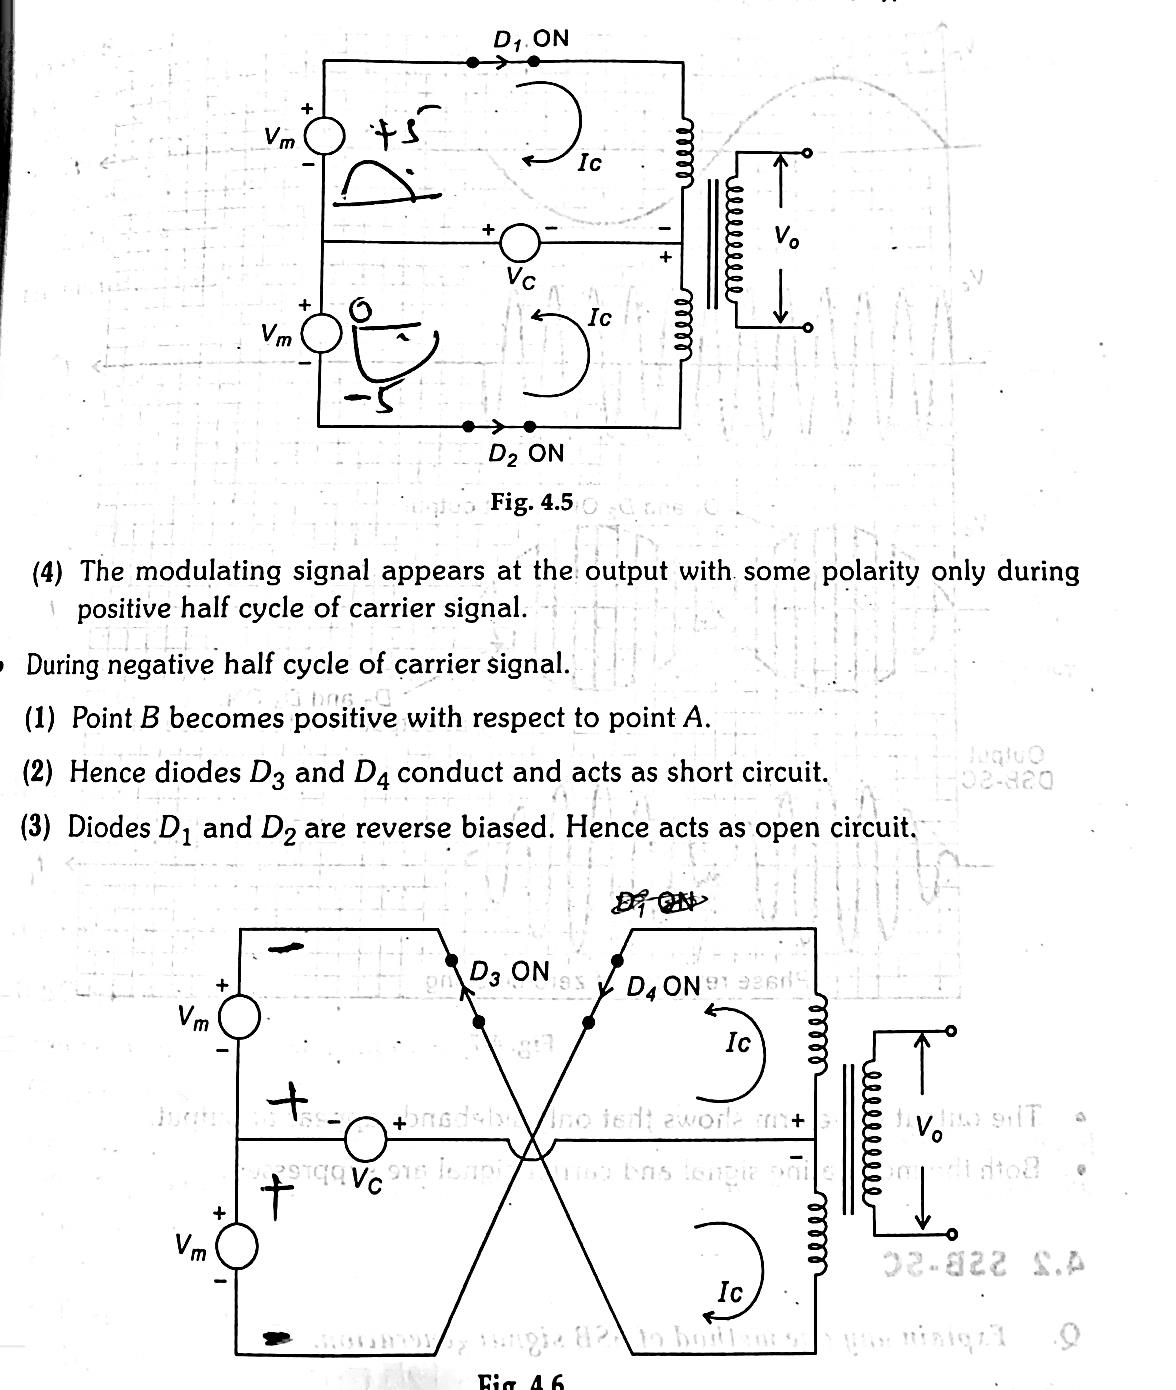 D1 ON
+
Vm
+5
-
Ic
+
-
-
Vo
+
VC
+
O
Ic
Vm
-
-5
D2 ON
Fig. 4.5
(4) The modulating signal appears at the output with some polarity only during
positive half cycle of carrier signal.
During negative half cycle of carrier signal.
(1) Point B becomes positive with respect to point A.
(2) Hence diodes D3 and D4 conduct and acts as short circuit.
(3) Diodes D1 and D2 are reverse biased. Hence acts as open circuit.
-
D3 ON
D4 ON
+
Vm
Ic
-
+
-
+
+
Vo
VC
-
+
+
Vm
-
Ic
-
Fig. 4.6